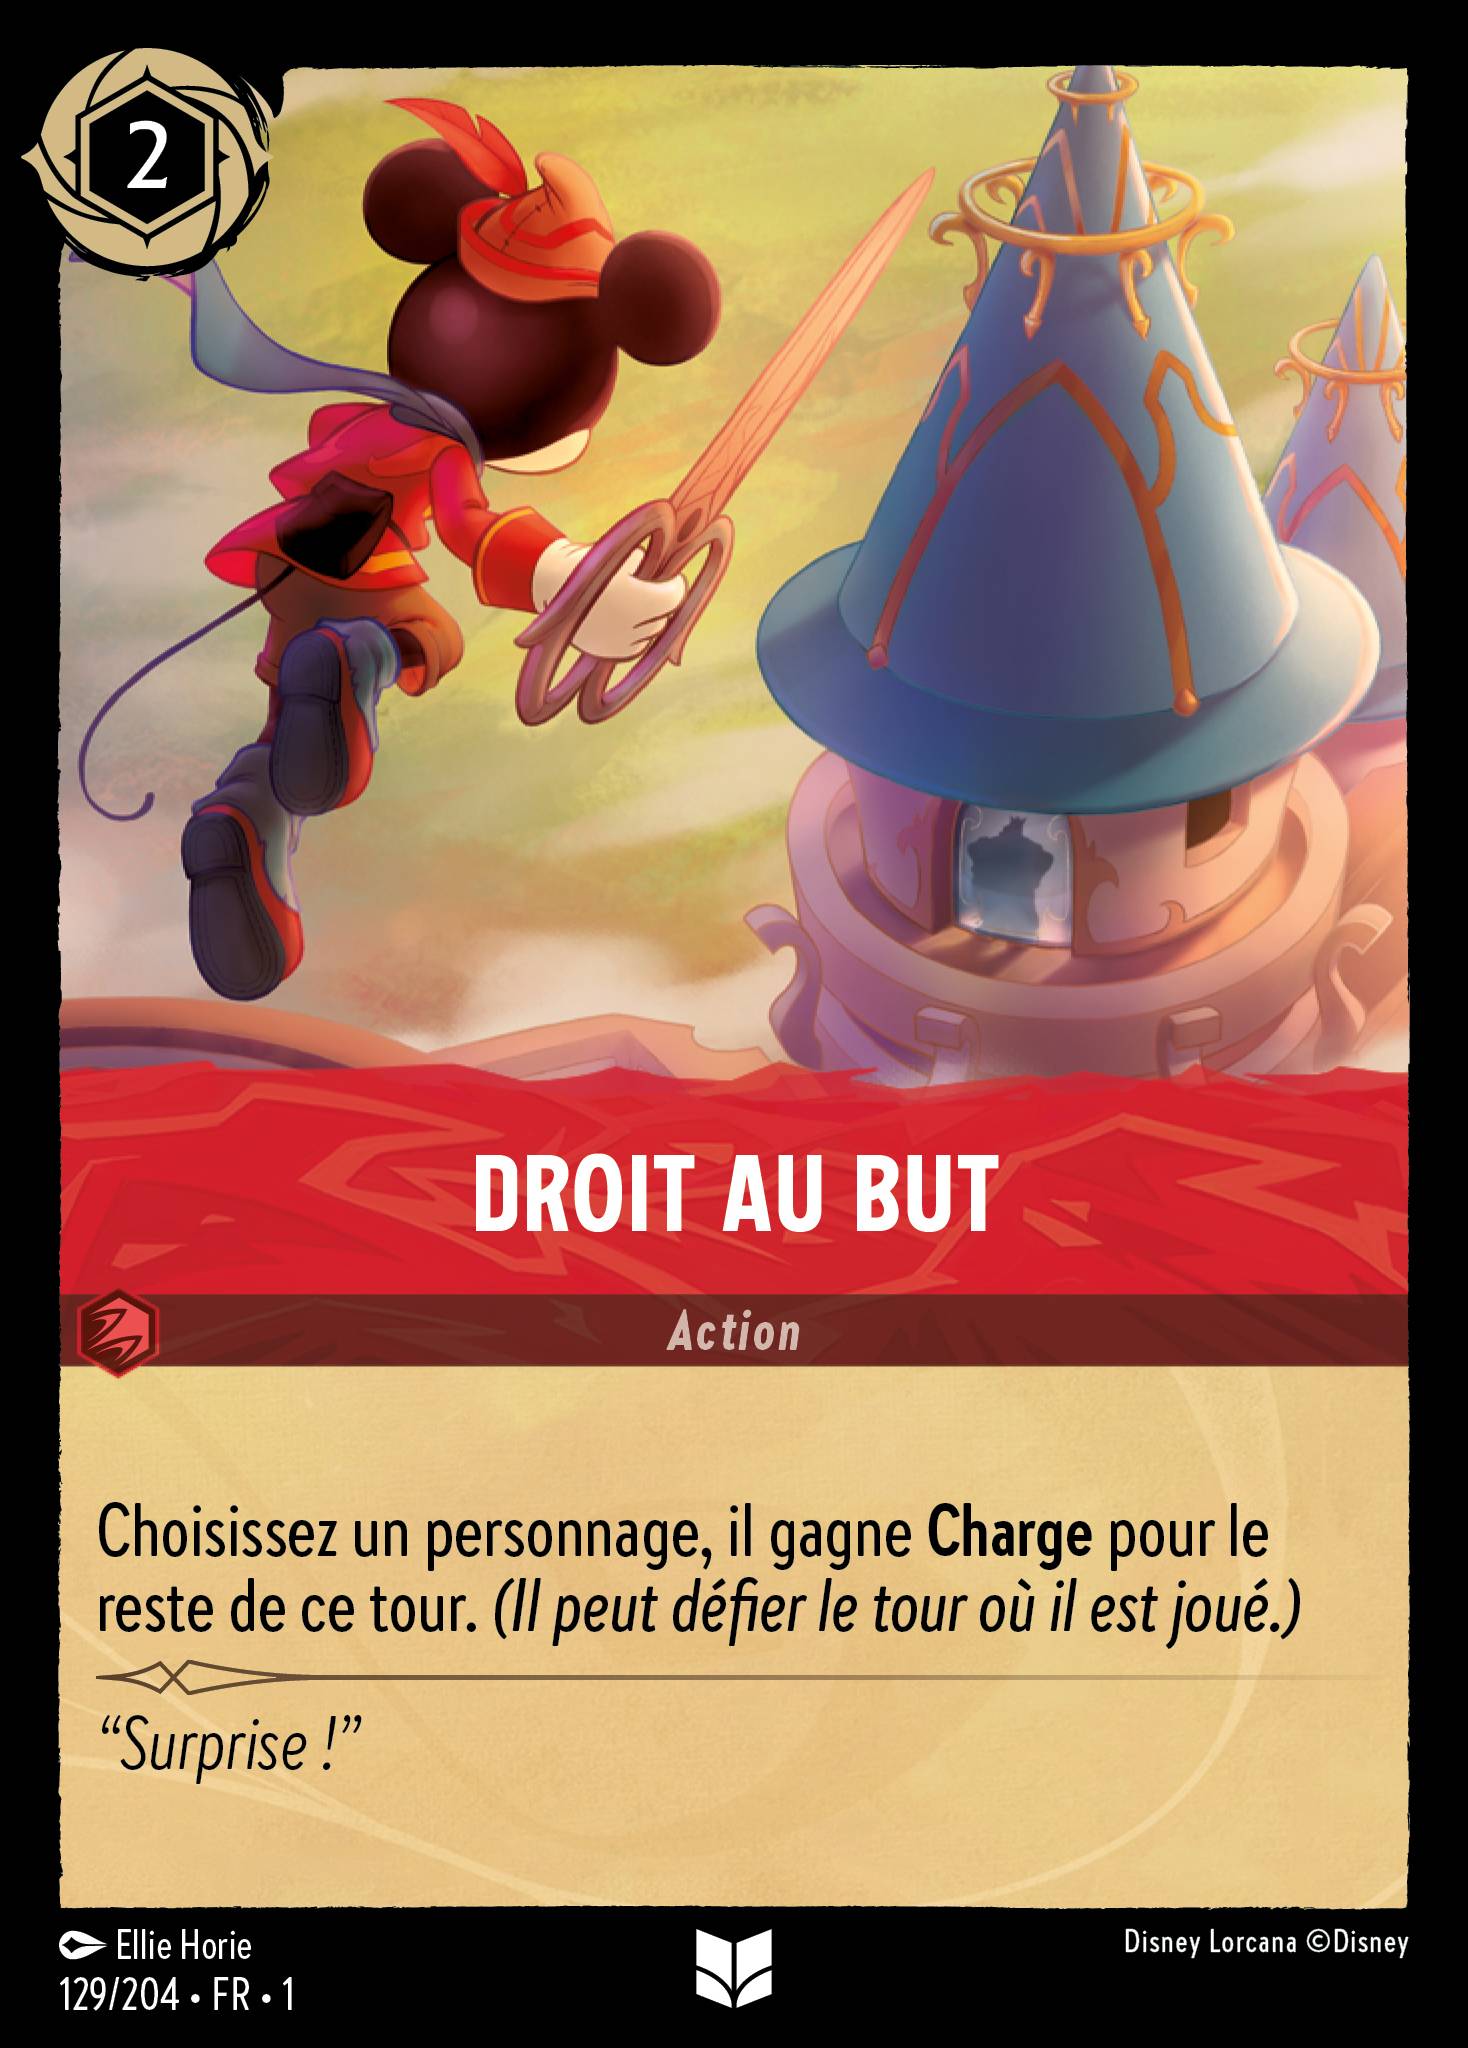 2
DROIT AU BUT
Action
Choisissez un personnage, il gagne Charge pour le
reste de ce tour. (Il peut défier le tour où il est joué.)
“Surprise !”
Ellie Horie
129/204 • FR • 1
Disney Lorcana ©Disney